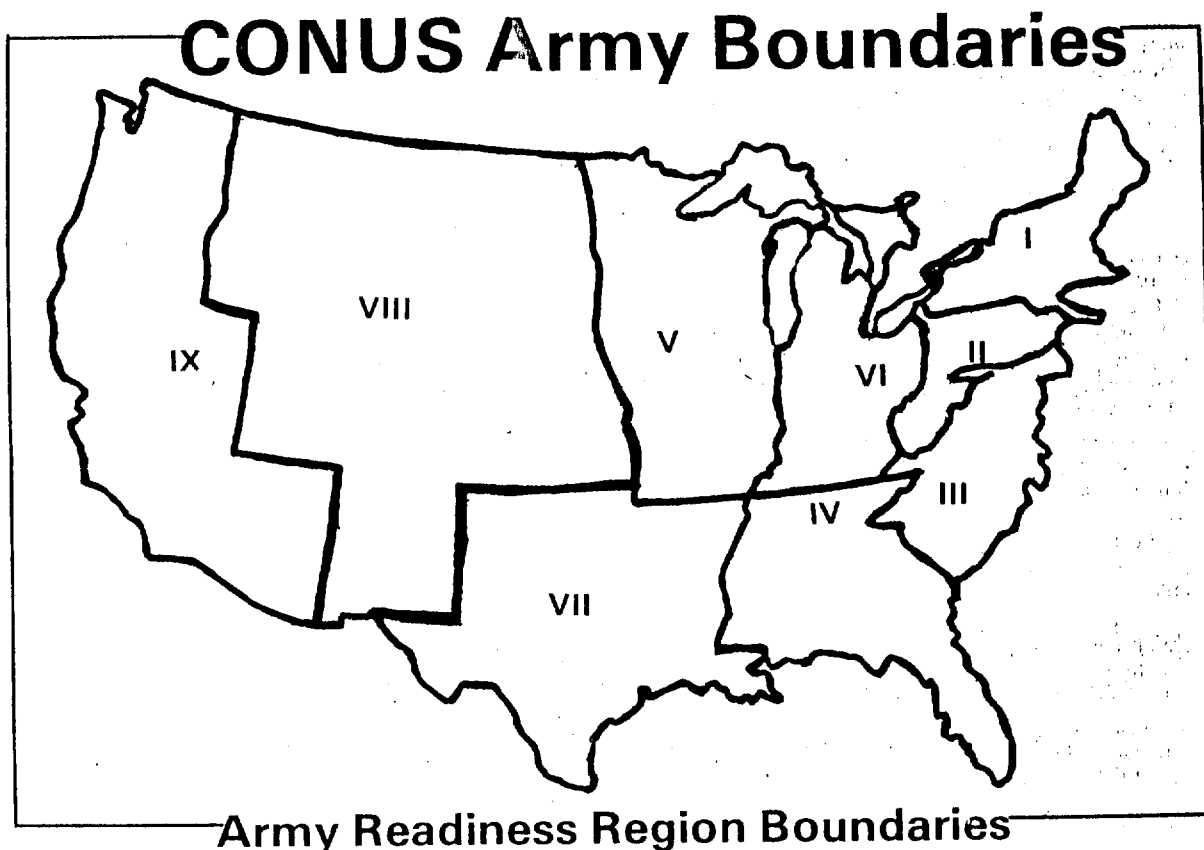 CONUS Army Boundaries
I
VIII
V
IX
II
VI
III
IV
VII
Army Readiness Region Boundaries